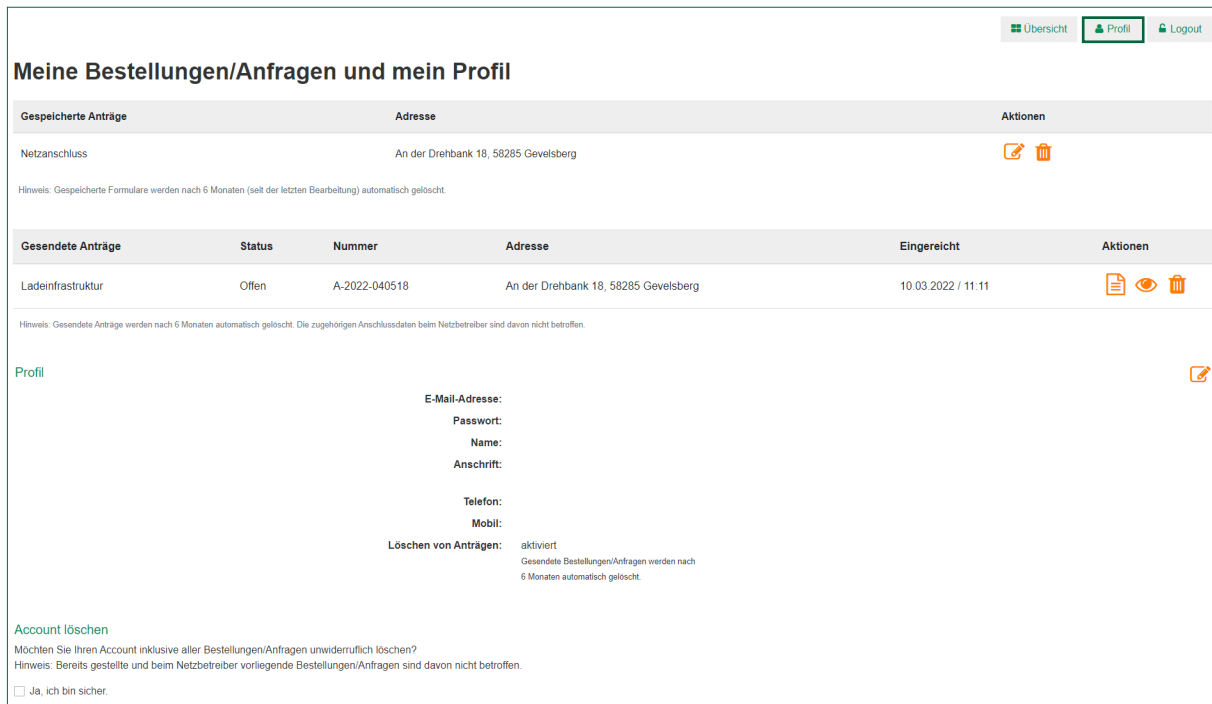 Übersicht Profil Logout
Meine Bestellungen/Anfragen und mein Profil
Gespeicherte Anträge Adresse Aktionen
Netzanschluss An der Drehbank 18, 58285 Gevelsberg
Hinweis: Gespeicherte Formulare werden nach 6 Monaten (seit der letzten Bearbeitung) automatisch gelöscht.
Gesendete Anträge Status Nummer Adresse Eingereicht Aktionen
Ladeinfrastruktur Offen A-2022-040518 An der Drehbank 18, 58285 Gevelsberg 10.03.2022 / 11:11
Hinweis: Gesendete Anträge werden nach 6 Monaten automatisch gelöscht. Die zugehörigen Anschlussdaten beim Netzbetreiber sind davon nicht betroffen.
Profil
E-Mail-Adresse:
Passwort:
Name:
Anschrift:
Telefon:
Mobil:
Löschen von Anträgen: aktiviert
Gesendete Bestellungen/Anfragen werden nach
6 Monaten automatisch gelöscht.
Account löschen
Möchten Sie Ihren Account inklusive aller Bestellungen/Anfragen unwiderruflich löschen?
Hinweis: Bereits gestellte und beim Netzbetreiber vorliegende Bestellungen/Anfragen sind davon nicht betroffen.
Ja, ich bin sicher.